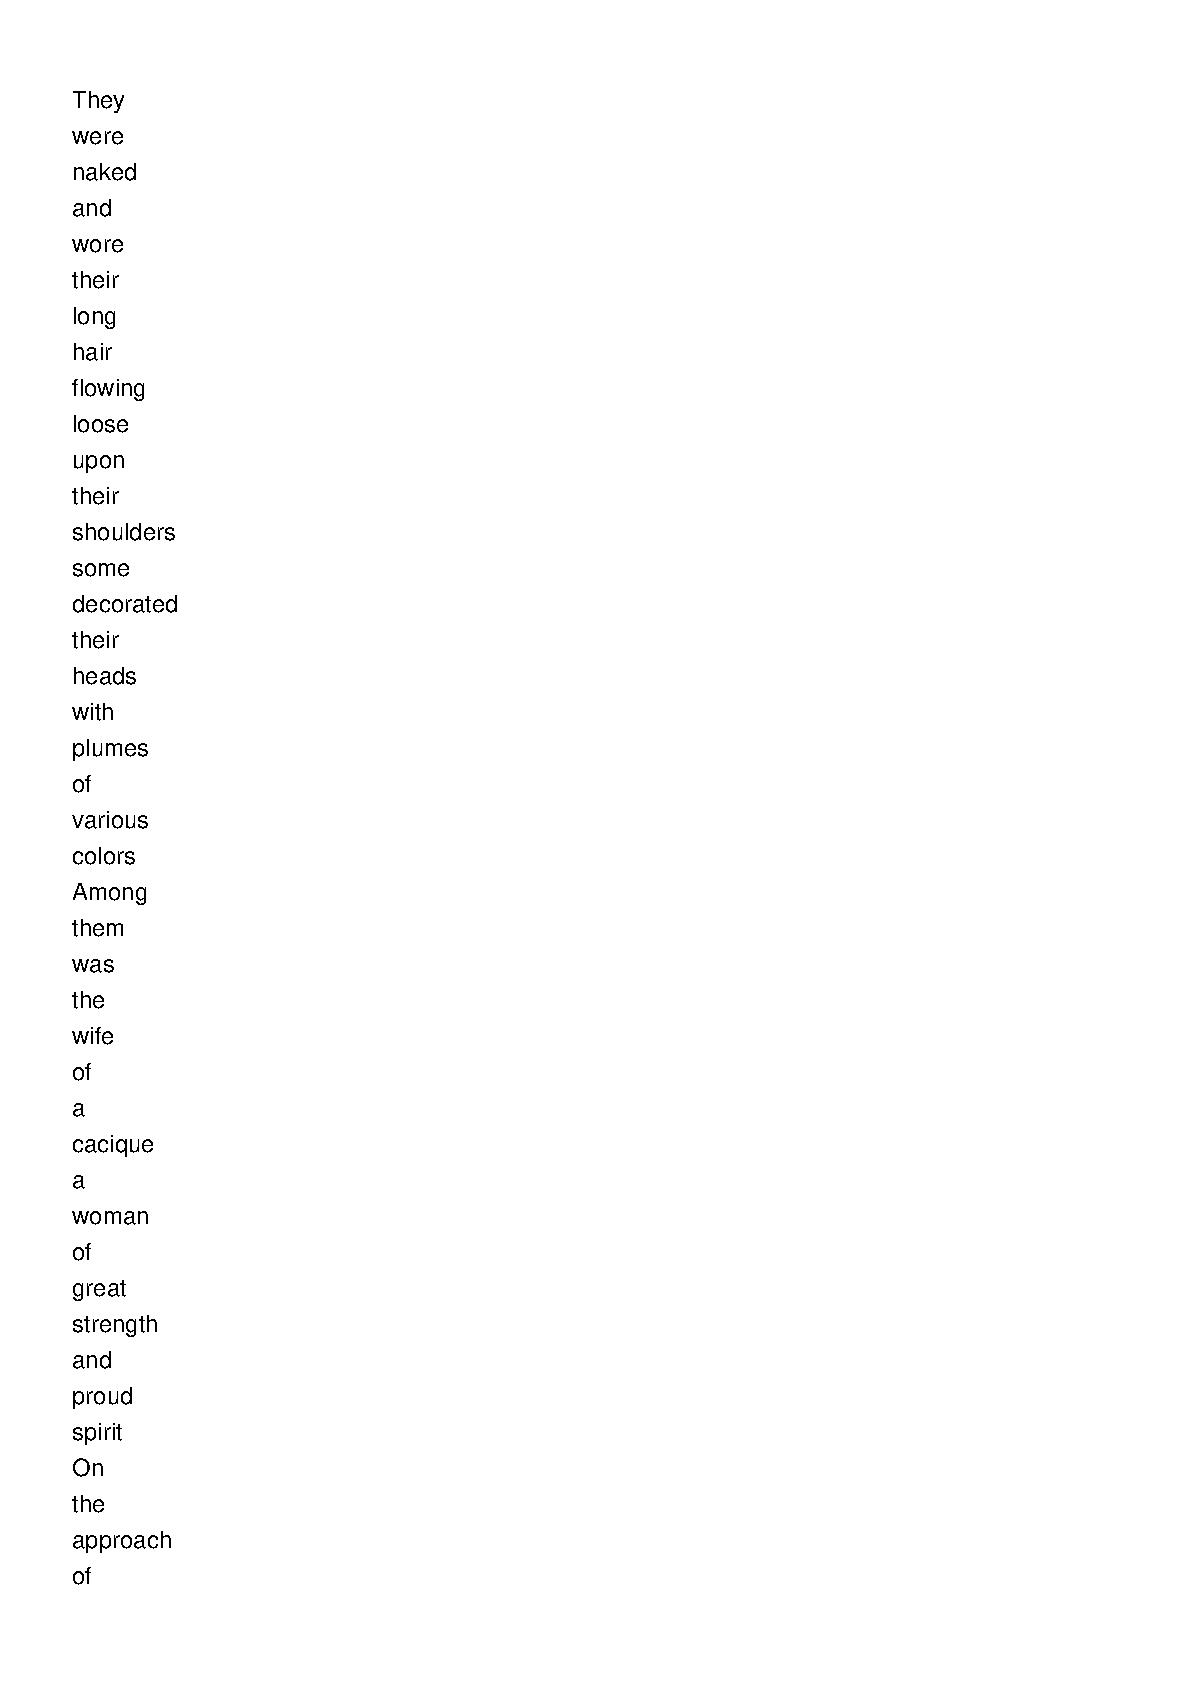 They
were
naked
and
wore
their
long
hair
flowing
loose
upon
their
shoulders
some
decorated
their
heads
with
plumes
of
various
colors
Among
them
was
the
wife
of
a
cacique
a
woman
of
great
strength
and
proud
spirit
On
the
approach
of